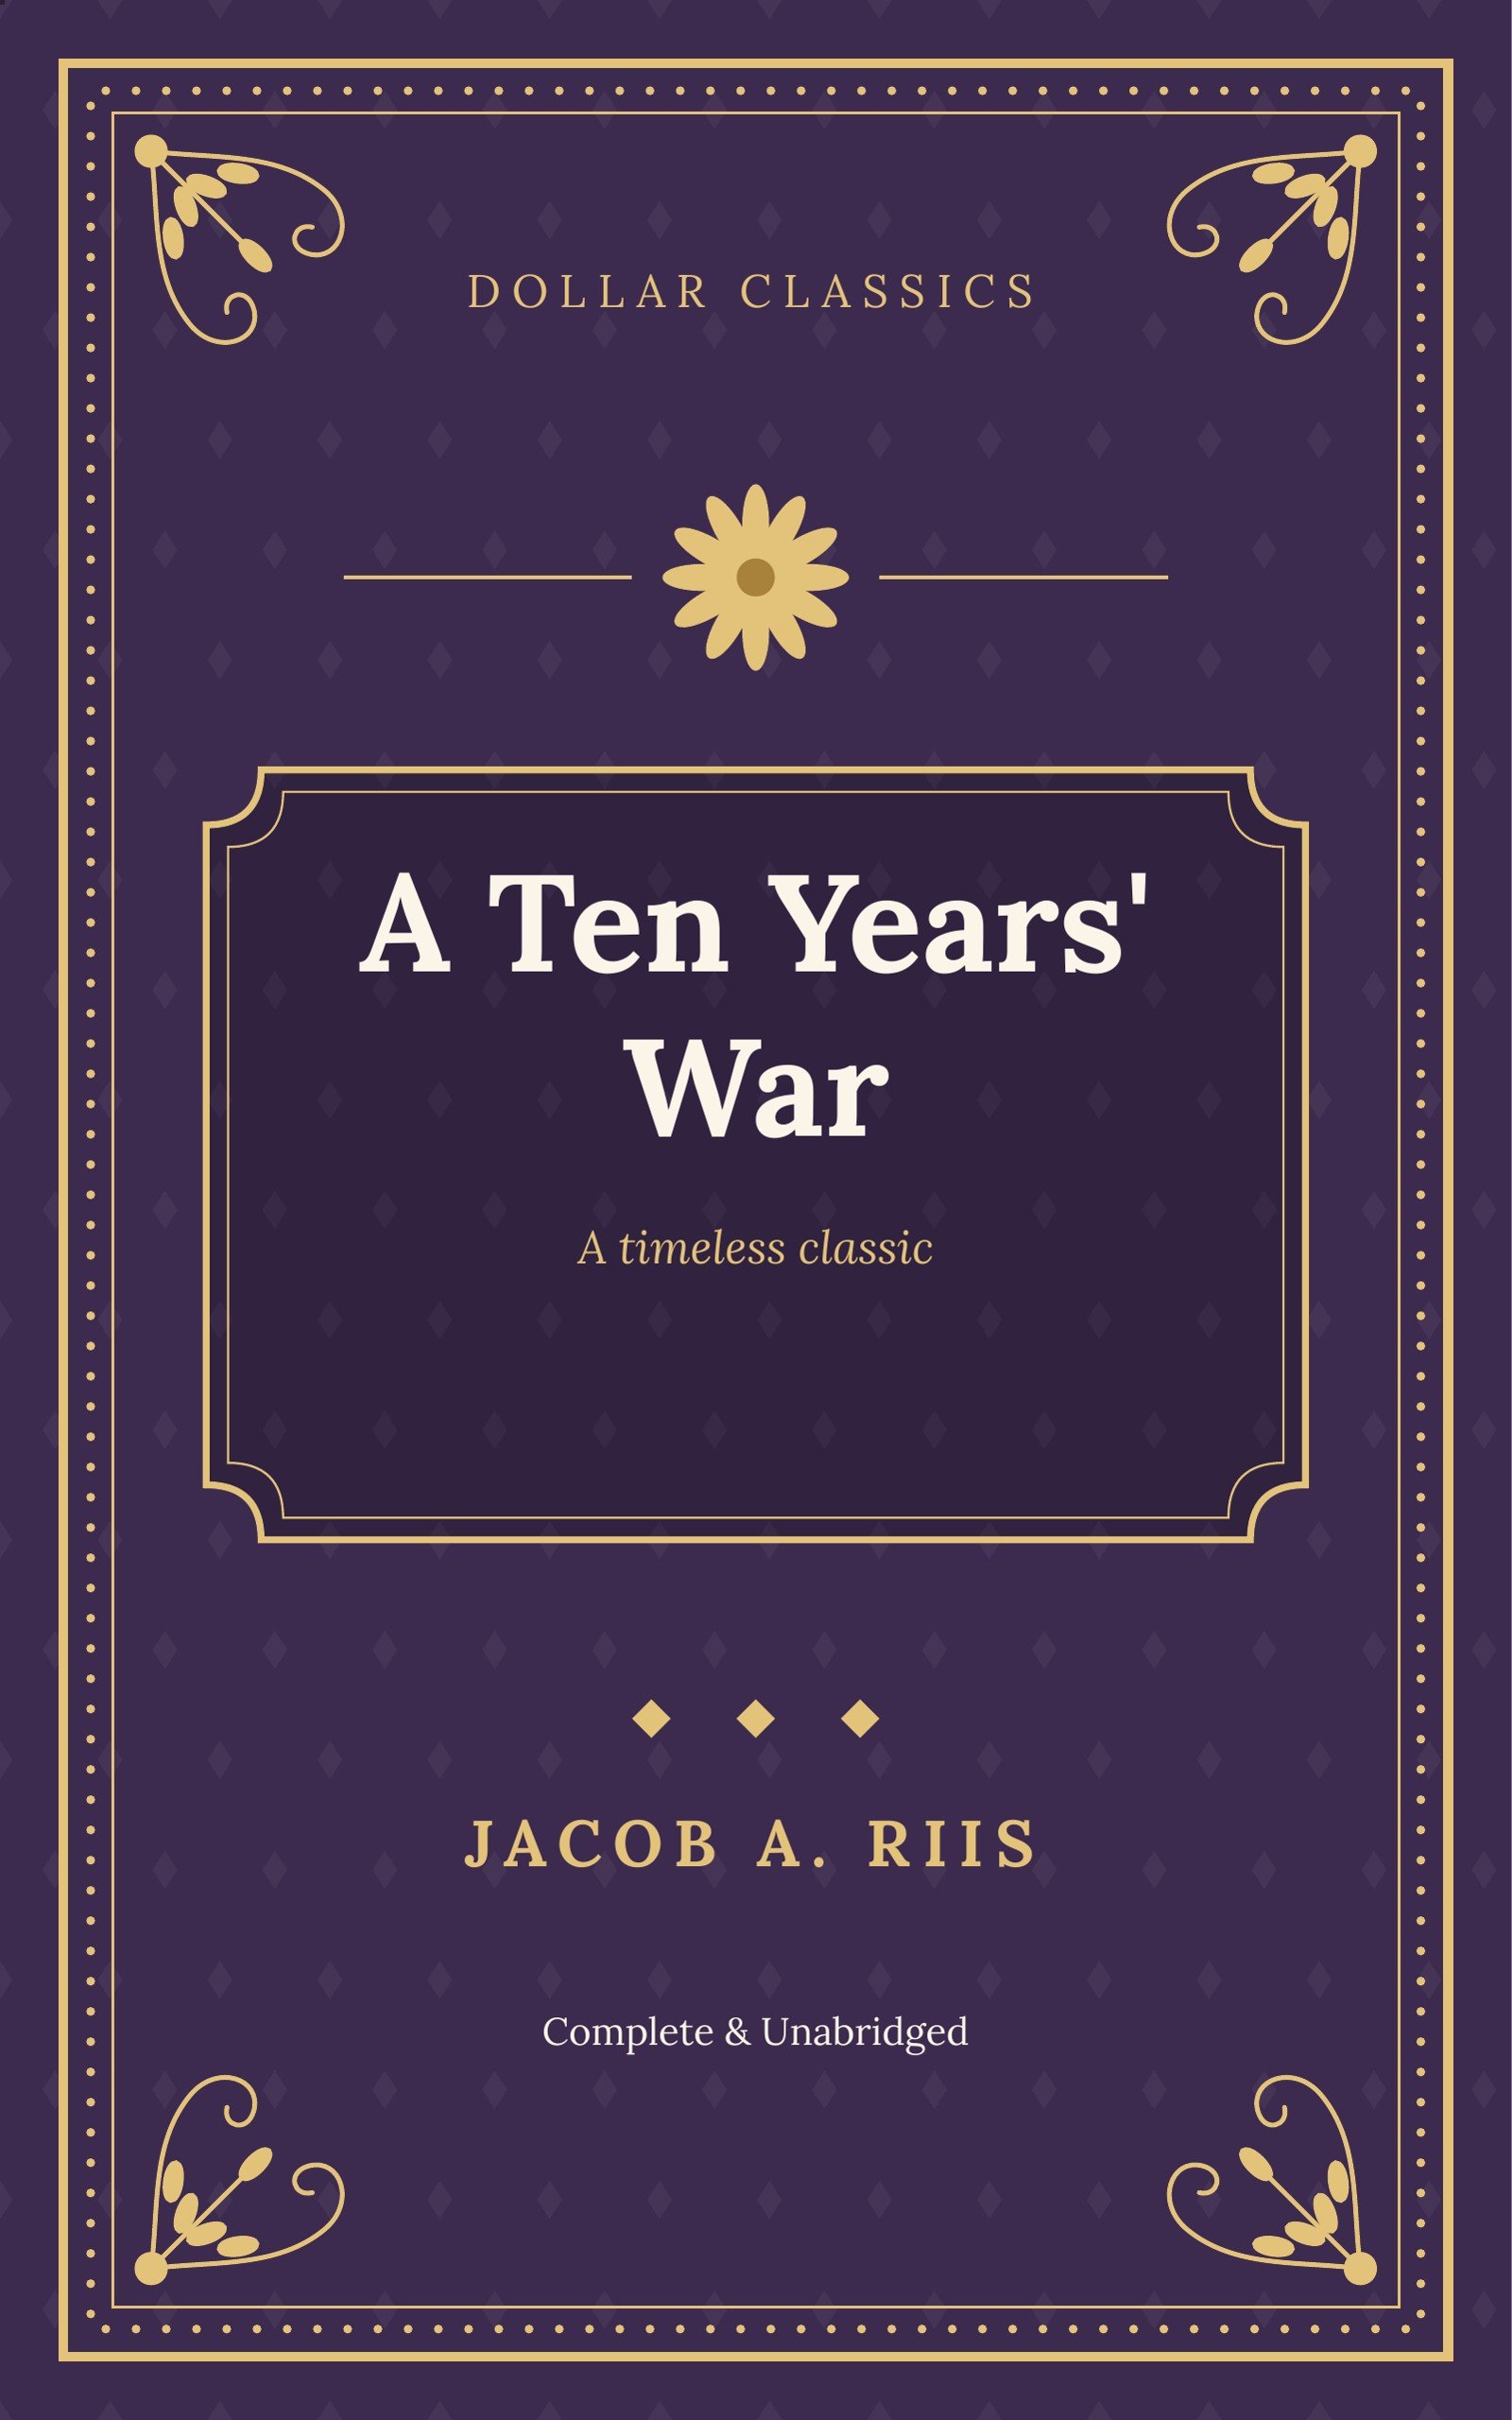 DOLLAR CLASSICS
A Ten Years'
War
A timeless classic
JACOB A. RIIS
Complete & Unabridged